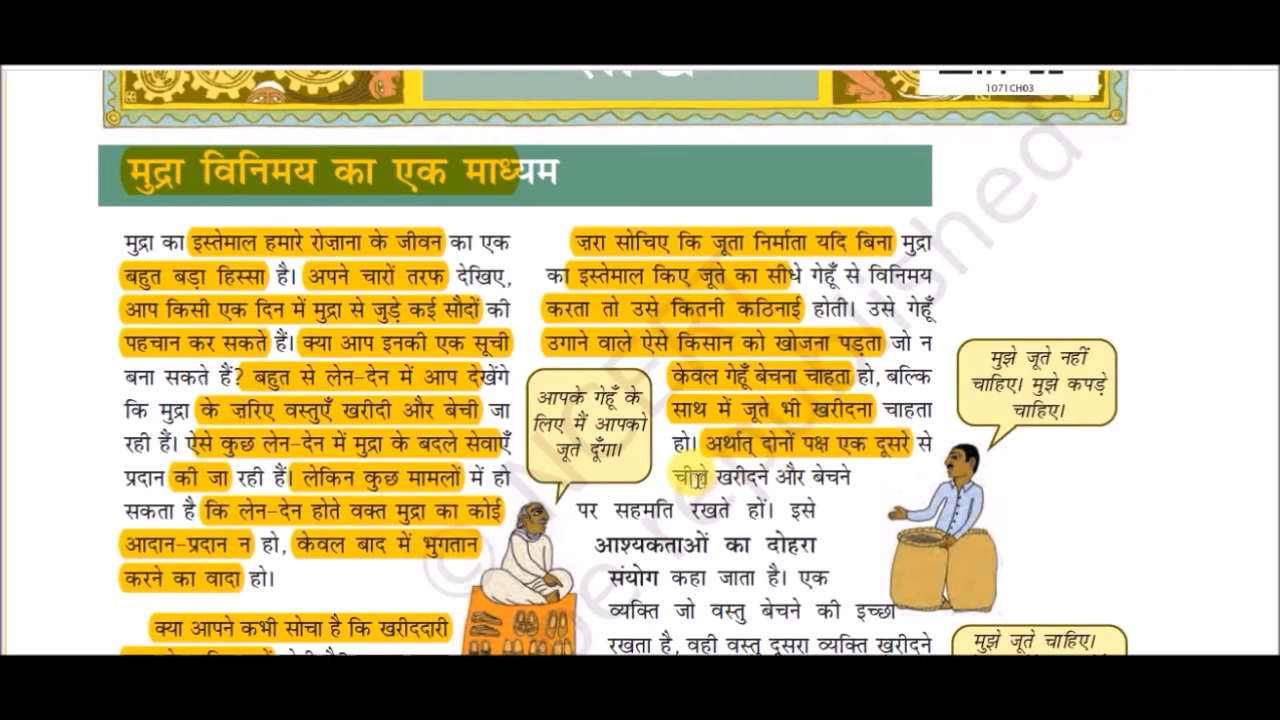 1071CH03
मुद्रा विनिमय का एक माध्यम
मुद्रा का इस्तेमाल हमारे रोज़ाना के जीवन का एक
बहुत बड़ा हिस्सा है। अपने चारों तरफ देखिए,
आप किसी एक दिन में मुद्रा से जुड़े कई सौदों की
पहचान कर सकते हैं। क्या आप इनकी एक सूची
बना सकते हैं? बहुत से लेन-देन में आप देखेंगे
कि मुद्रा के ज़रिए वस्तुएँ खरीदी और बेची जा
रही हैं। ऐसे कुछ लेन-देन में मुद्रा के बदले सेवाएँ
प्रदान की जा रही हैं। लेकिन कुछ मामलों में हो
सकता है कि लेन-देन होते वक्त मुद्रा का कोई
आदान-प्रदान न हो, केवल बाद में भुगतान
करने का वादा हो।
क्या आपने कभी सोचा है कि खरीददारी
ज़रा सोचिए कि जूता निर्माता यदि बिना मुद्रा
का इस्तेमाल किए जूते का सीधे गेहूँ से विनिमय
करता तो उसे कितनी कठिनाई होती। उसे गेहूँ
उगाने वाले ऐसे किसान को खोजना पड़ता जो न
केवल गेहूँ बेचना चाहता हो, बल्कि
साथ में जूते भी खरीदना चाहता
हो। अर्थात् दोनों पक्ष एक दूसरे से
खरीदने और बेचने
पर सहमति रखते हों। इसे
आश्यकताओं का दोहरा
संयोग कहा जाता है। एक
व्यक्ति जो वस्तु बेचने की इच्छा
रखता है, वही वस्तु दूसरा व्यक्ति खरीदने
आपके गेहूँ के
लिए मैं आपको
जूते दूँगा।
मुझे जूते नहीं
चाहिए। मुझे कपड़े
चाहिए।
मुझे जूते चाहिए।
© NCERT
be republished